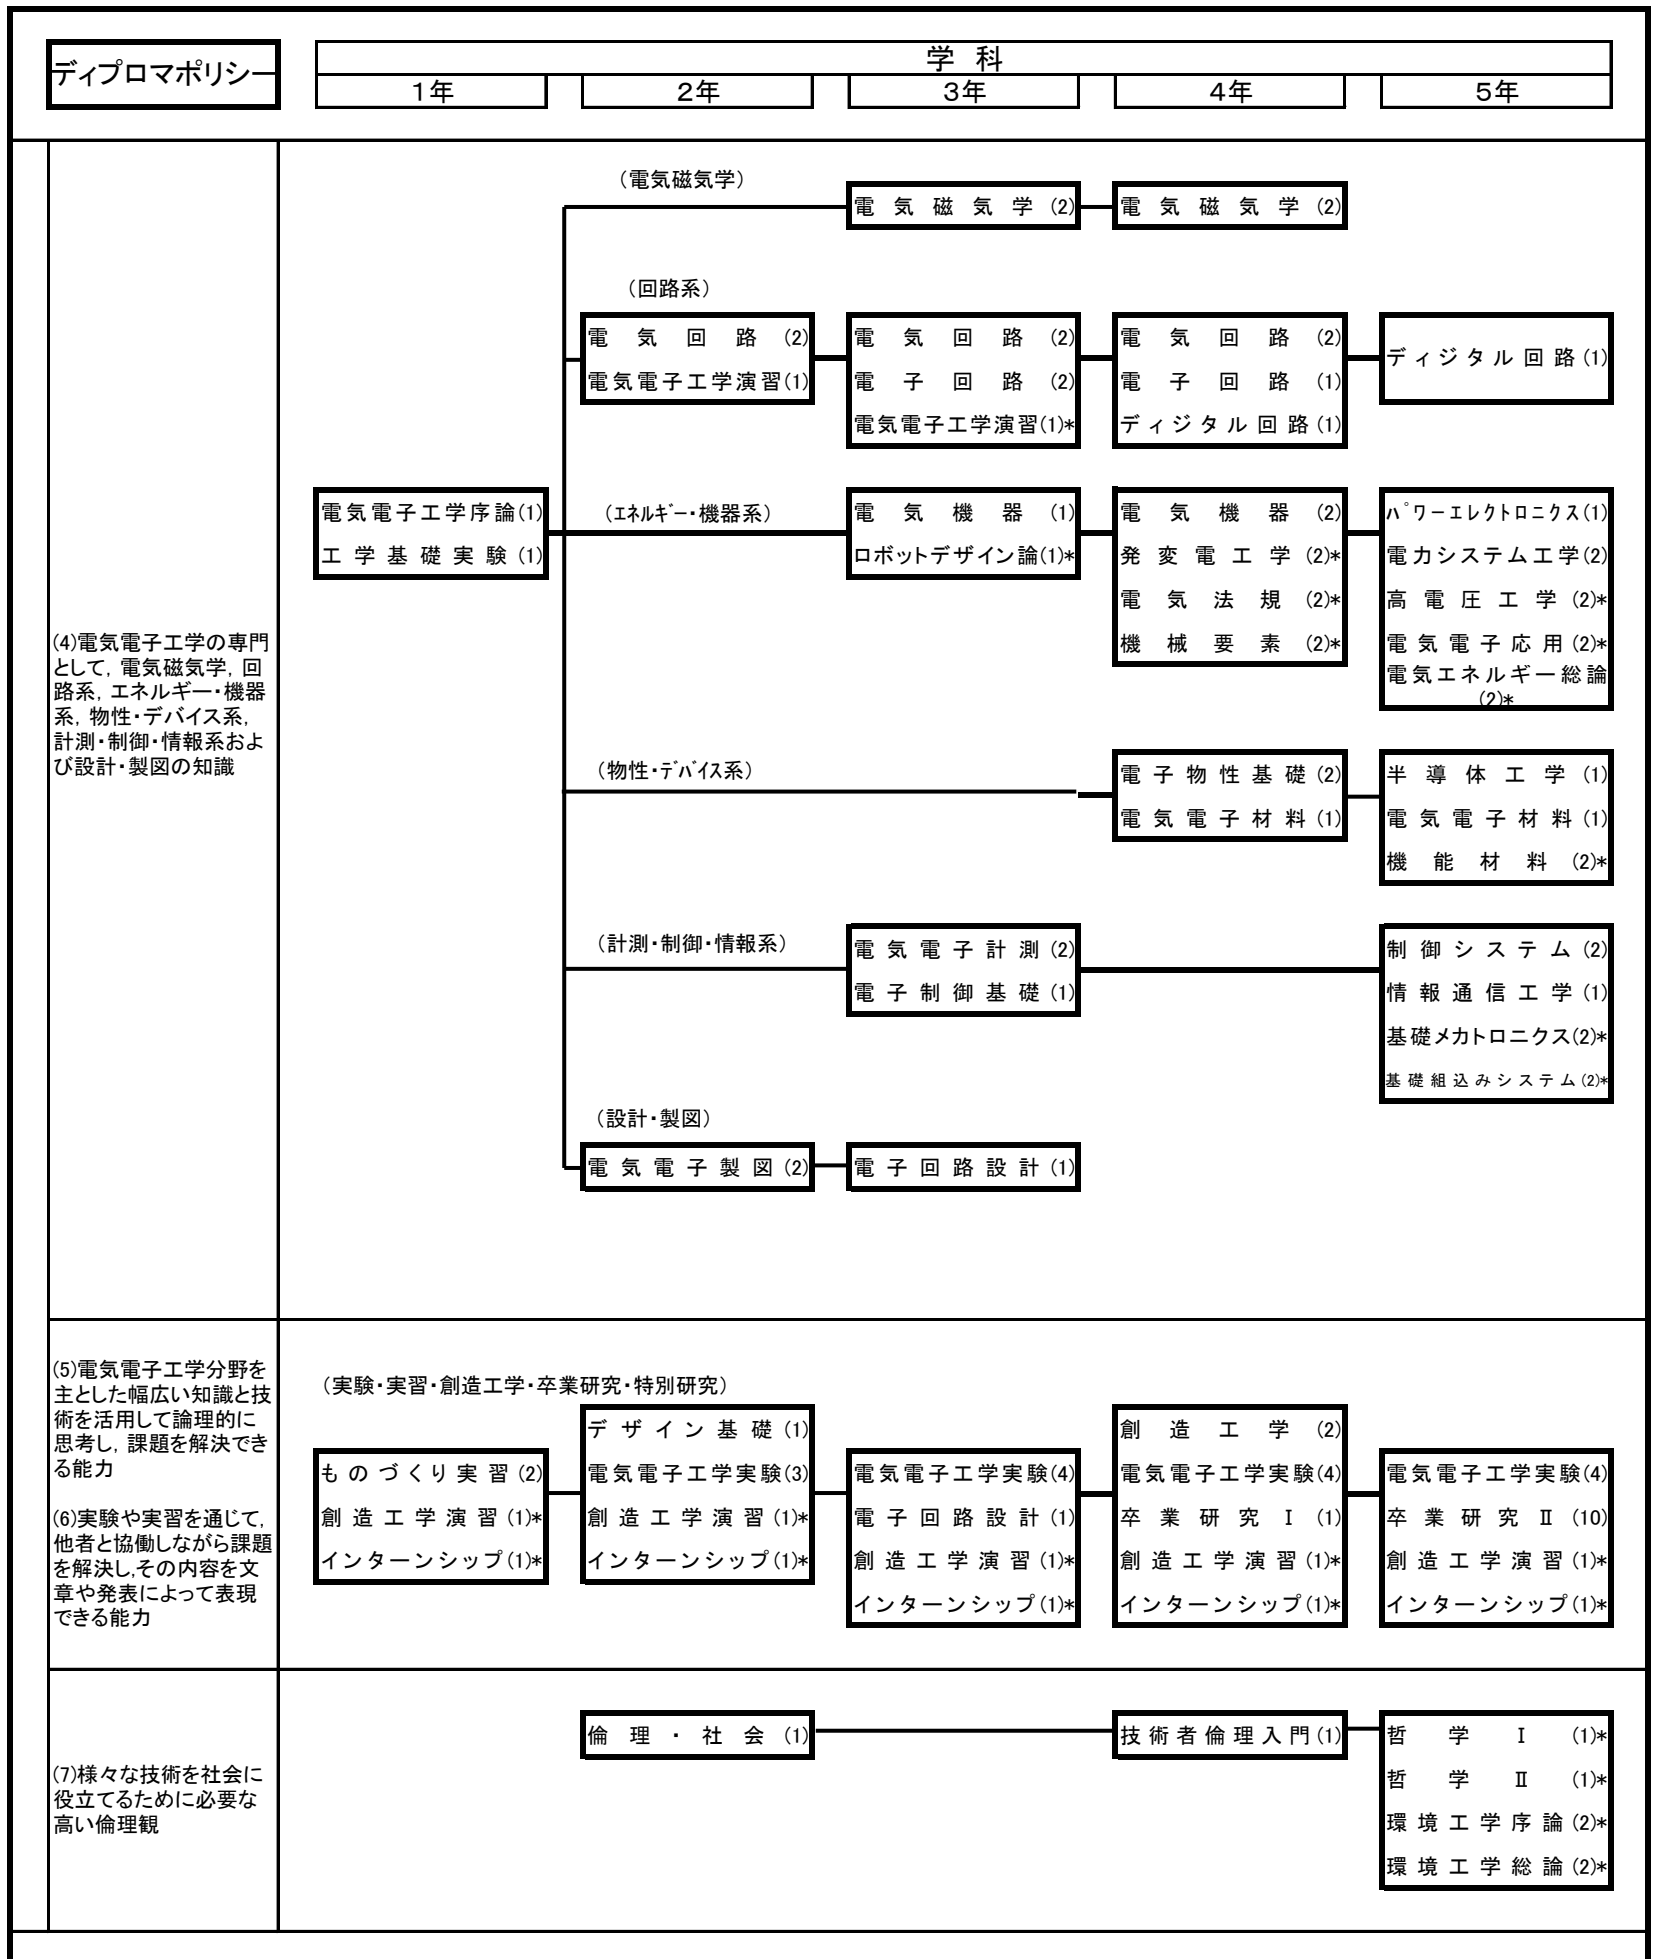 ディプロマポリシー
学 科
1年
2年
3年
4年
5年
(4)電気電子工学の専門
として，電気磁気学，回
路系，エネルギー・機器
系，物性・デバイス系，
計測・制御・情報系およ
び設計・製図の知識
電気電子工学序論(1)
工学基礎実験(1)
（電気磁気学）
電気磁気学(2)
電気磁気学(2)
（回路系）
電気回路(2)
電気電子工学演習(1)
電気回路(2)
電子回路(2)
電気電子工学演習(1)*
電気回路(2)
電子回路(1)
ディジタル回路(1)
ディジタル回路(1)
（ｴﾈﾙｷﾞｰ・機器系）
電気機器(1)
ロボットデザイン論(1)*
電気機器(2)
発変電工学(2)*
電気法規(2)*
機械要素(2)*
ﾊﾟワーエレクトロニクス(1)
電力システム工学(2)
高電圧工学(2)*
電気電子応用(2)*
電気エネルギー総論
(2)*
（物性・ﾃﾞﾊﾞｲｽ系）
電子物性基礎(2)
電気電子材料(1)
半導体工学(1)
電気電子材料(1)
機能材料(2)*
（計測・制御・情報系）
電気電子計測(2)
電子制御基礎(1)
制御システム(2)
情報通信工学(1)
基礎メカトロニクス(2)*
基礎組込みシステム(2)*
（設計・製図）
電気電子製図(2)
電子回路設計(1)
(5)電気電子工学分野を
主とした幅広い知識と技
術を活用して論理的に
思考し，課題を解決でき
る能力
(6)実験や実習を通じて，
他者と協働しながら課題
を解決し,その内容を文
章や発表によって表現
できる能力
（実験・実習・創造工学・卒業研究・特別研究）
ものづくり実習(2)
創造工学演習(1)*
インターンシップ(1)*
デザイン基礎(1)
電気電子工学実験(3)
創造工学演習(1)*
インターンシップ(1)*
電気電子工学実験(4)
電子回路設計(1)
創造工学演習(1)*
インターンシップ(1)*
創造工学(2)
電気電子工学実験(4)
卒業研究Ⅰ(1)
創造工学演習(1)*
インターンシップ(1)*
電気電子工学実験(4)
卒業研究Ⅱ(10)
創造工学演習(1)*
インターンシップ(1)*
(7)様々な技術を社会に
役立てるために必要な
高い倫理観
倫理・社会(1)
技術者倫理入門(1)
哲学Ⅰ(1)*
哲学Ⅱ(1)*
環境工学序論(2)*
環境工学総論(2)*